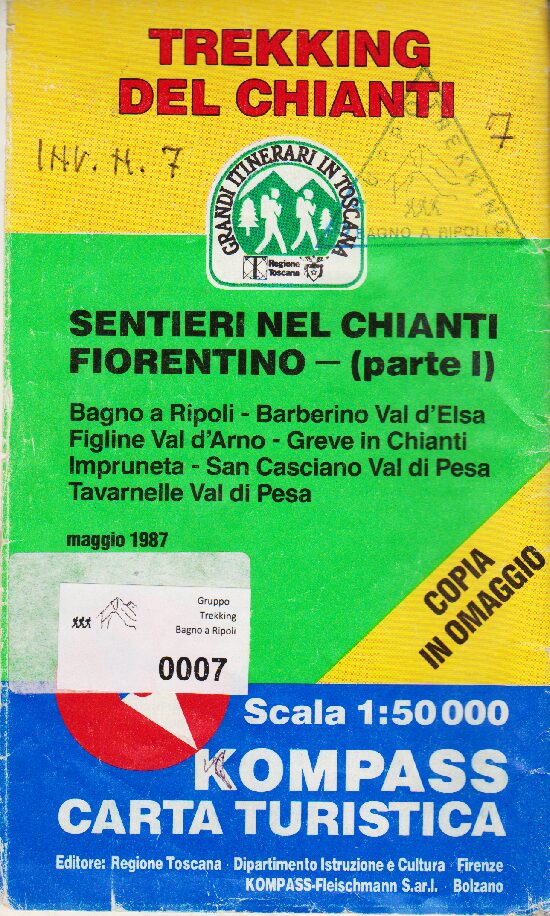 TREKKING
DEL CHIANTI
INV. N. 7
7
GRUPPO TREKKING
BAGNO A RIPOLI
GRANDI ITINERARI IN TOSCANA
Regione
Toscana
SENTIERI NEL CHIANTI
FIORENTINO – (parte I)
Bagno a Ripoli - Barberino Val d'Elsa
Figline Val d'Arno - Greve in Chianti
Impruneta - San Casciano Val di Pesa
Tavarnelle Val di Pesa
maggio 1987
COPIA
IN OMAGGIO
Gruppo
Trekking
Bagno a Ripoli
0007
Scala 1:50 000
KOMPASS
CARTA TURISTICA
Editore: Regione Toscana · Dipartimento Istruzione e Cultura · Firenze
KOMPASS-Fleischmann S.ar.l. · Bolzano